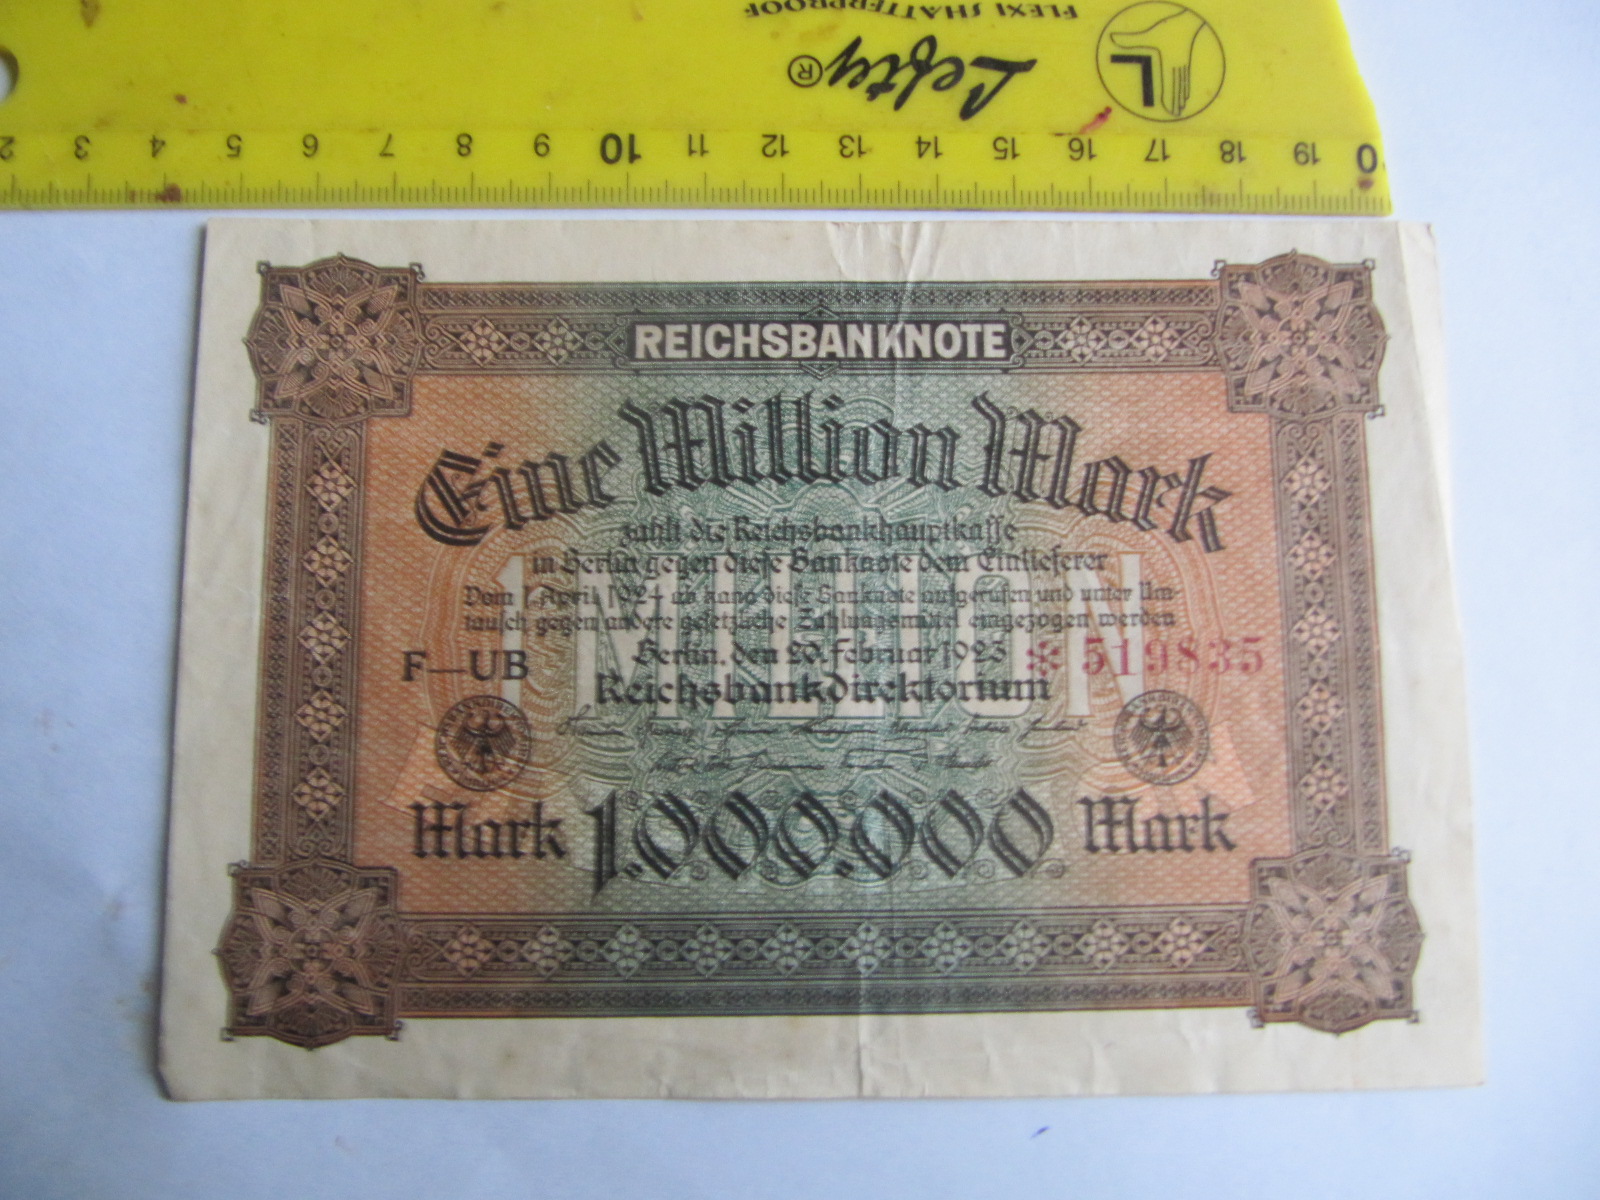 FLEXI SHATTERPROOF
Lefty®
L
2 3 4 5 6 7 8 9 10 11 12 13 14 15 16 17 18 19
REICHSBANKNOTE
Eine Million Mark
zahlt die Reichsbankhauptkasse
in Berlin gegen diese Banknote dem Einlieferer
Vom 1. April 1924 ab kann diese Banknote aufgerufen und unter Um-
tausch gegen andere gesetzliche Zahlungsmittel eingezogen werden
1 MILLION
Berlin, den 20. Februar 1923
F—UB
* 519835
Reichsbankdirektorium
Mark 1.000.000 Mark